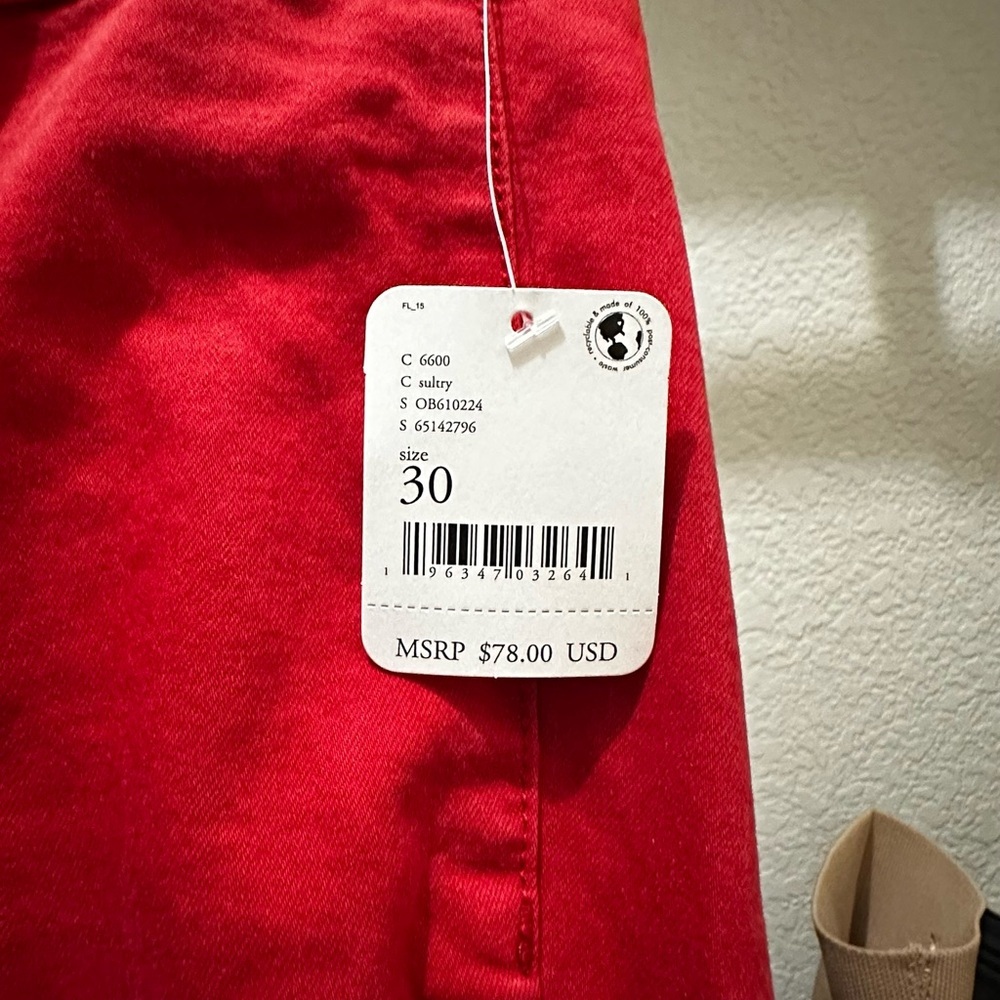 FL_15
recyclable & made of 100% post-consumer waste •
C 6600
C sultry
S OB610224
S 65142796
size
30
1 96347 03264 1
MSRP $78.00 USD